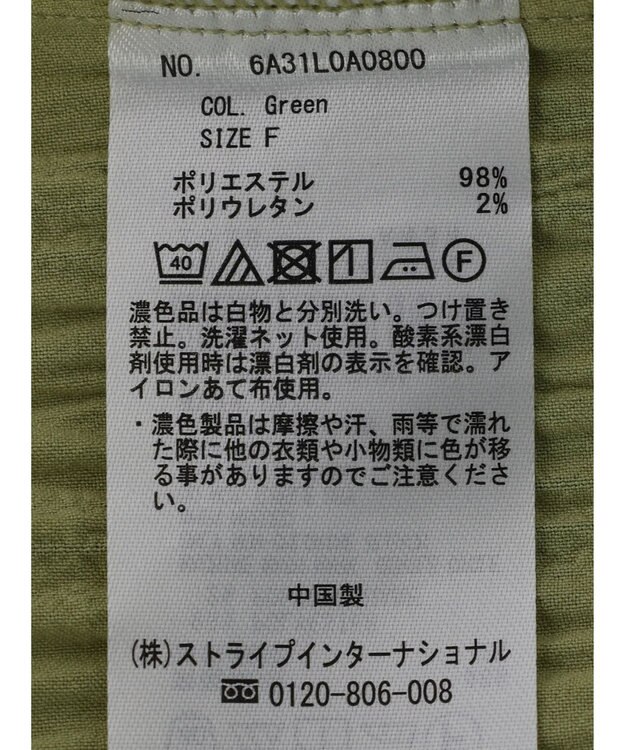 NO. 6A31L0A0800
COL. Green
SIZE F
ポリエステル 98%
ポリウレタン 2%
40 F
濃色品は白物と分別洗い。つけ置き
禁止。洗濯ネット使用。酸素系漂白
剤使用時は漂白剤の表示を確認。ア
イロンあて布使用。
・濃色製品は摩擦や汗、雨等で濡れ
た際に他の衣類や小物類に色が移
る事がありますのでご注意くださ
い。
中国製
(株)ストライプインターナショナル
0120-806-008